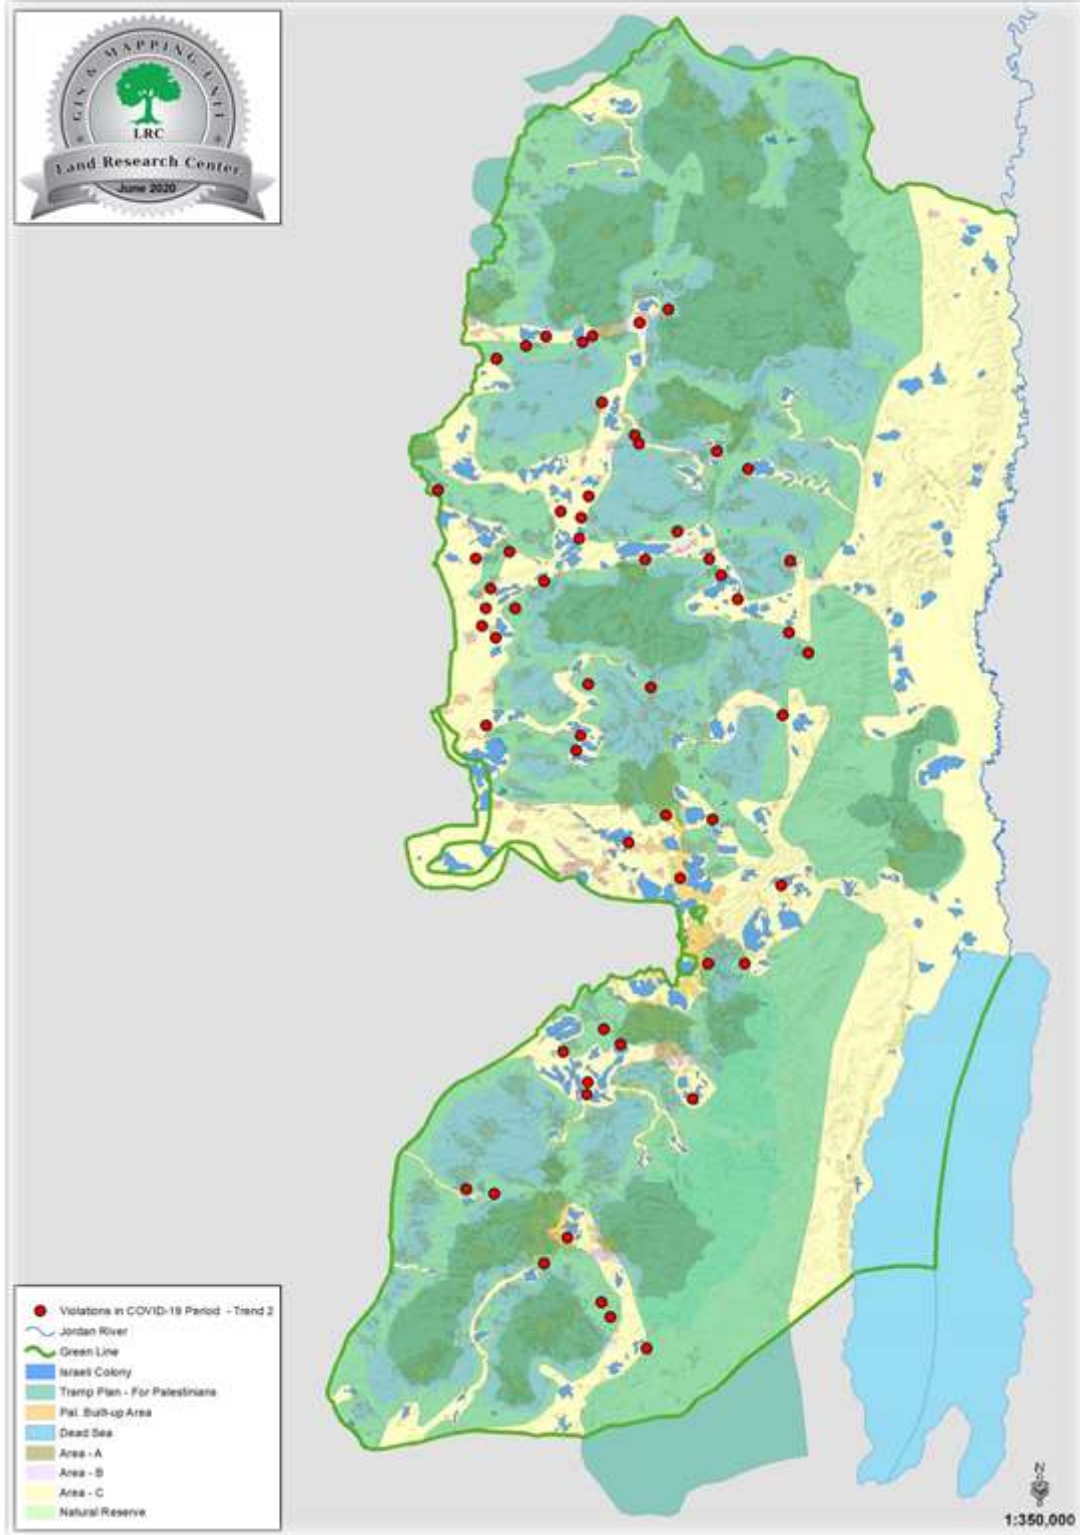 GIS & MAPPING UNIT
LRC
Land Research Center
June 2020
Violations in COVID-19 Period - Trend 2
Jordan River
Green Line
Israeli Colony
Tramp Plan - For Palestinians
Pal. Built-up Area
Dead Sea
Area - A
Area - B
Area - C
Natural Reserve
N
1:350,000